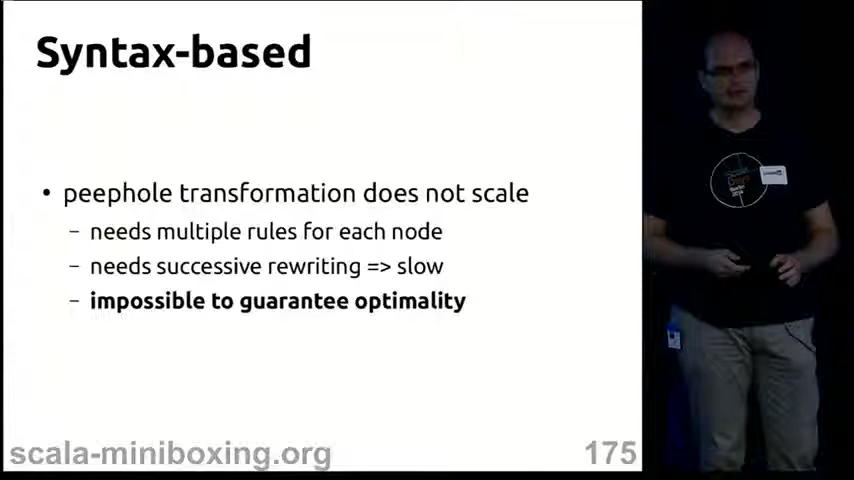 Syntax-based
• peephole transformation does not scale
– needs multiple rules for each node
– needs successive rewriting => slow
– impossible to guarantee optimality
scala-miniboxing.org
175